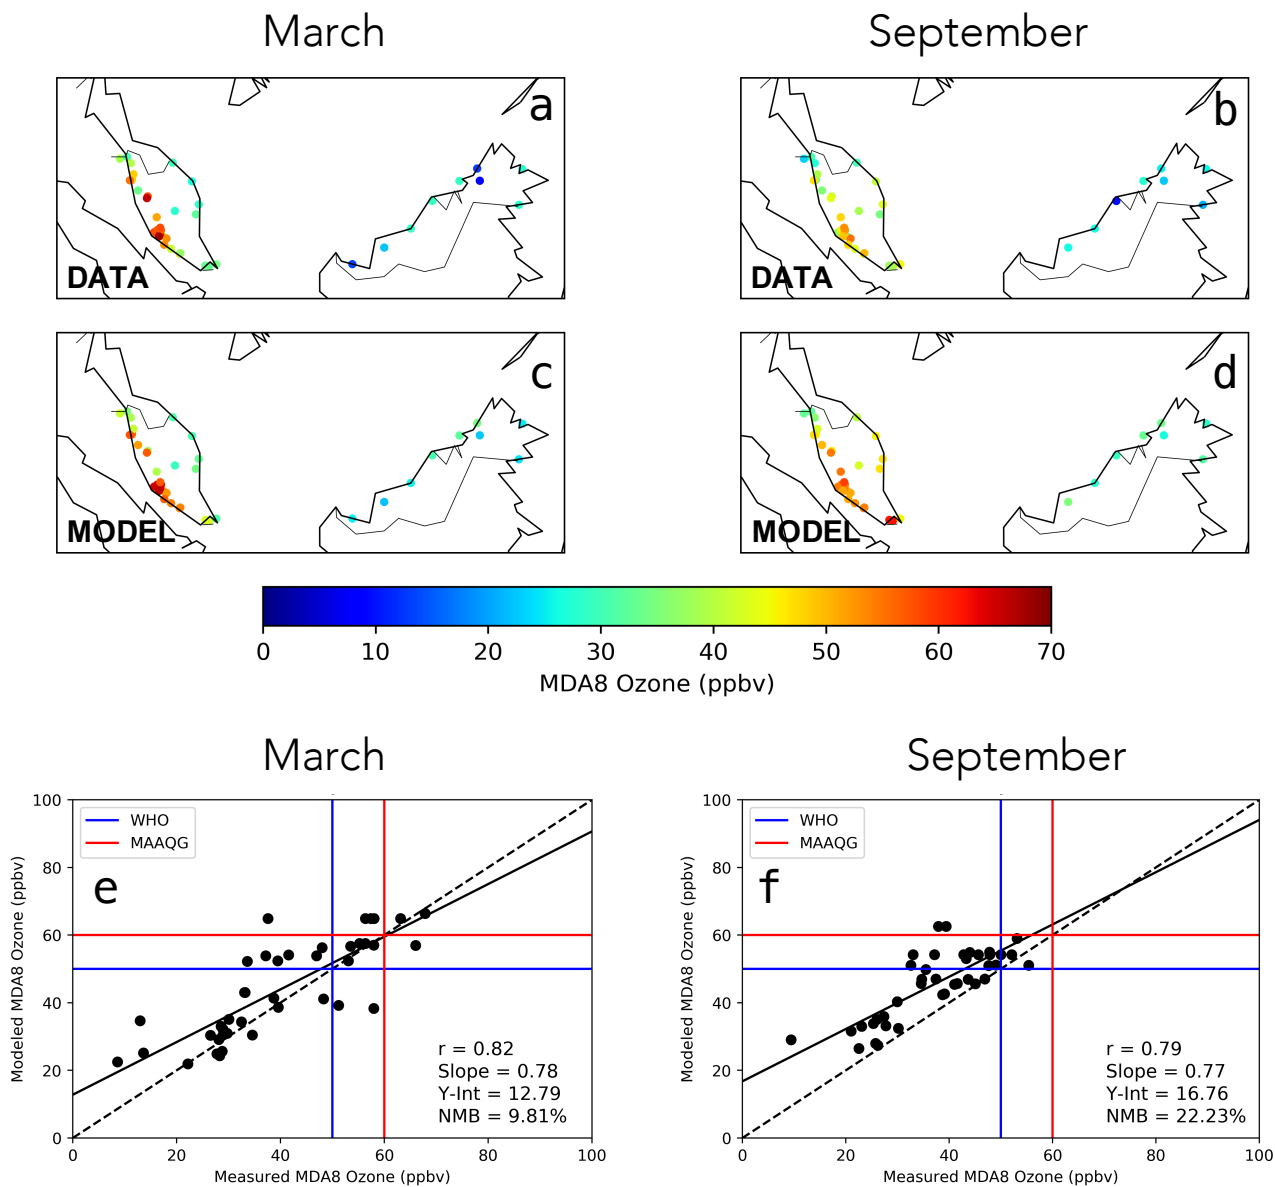 March
September
a
b
DATA
DATA
c
d
MODEL
MODEL
0 10 20 30 40 50 60 70
MDA8 Ozone (ppbv)
March
September
100
80
60
40
20
0
Modeled MDA8 Ozone (ppbv)
WHO
MAAQG
e
r = 0.82
Slope = 0.78
Y-Int = 12.79
NMB = 9.81%
0 20 40 60 80 100
Measured MDA8 Ozone (ppbv)
100
80
60
40
20
0
Modeled MDA8 Ozone (ppbv)
WHO
MAAQG
f
r = 0.79
Slope = 0.77
Y-Int = 16.76
NMB = 22.23%
0 20 40 60 80 100
Measured MDA8 Ozone (ppbv)